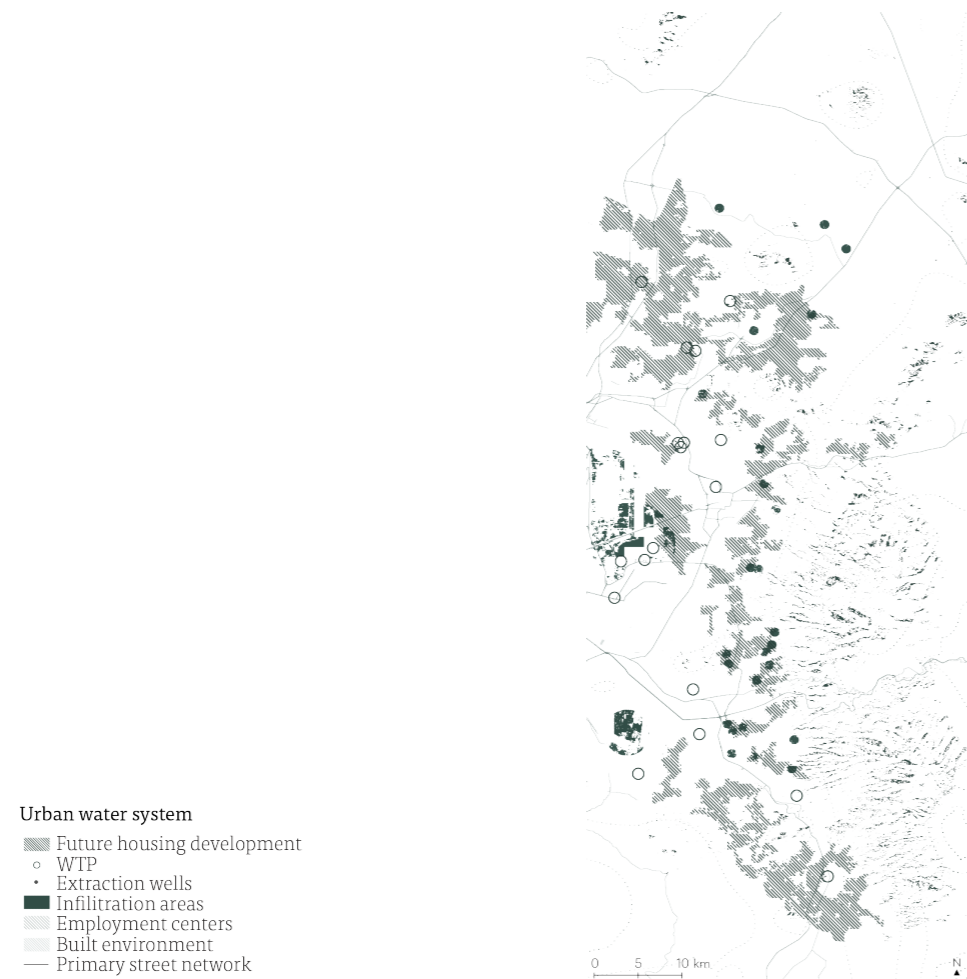 Urban water system
Future housing development
WTP
Extraction wells
Infilitration areas
Employment centers
Built environment
Primary street network
0 5 10 km
N